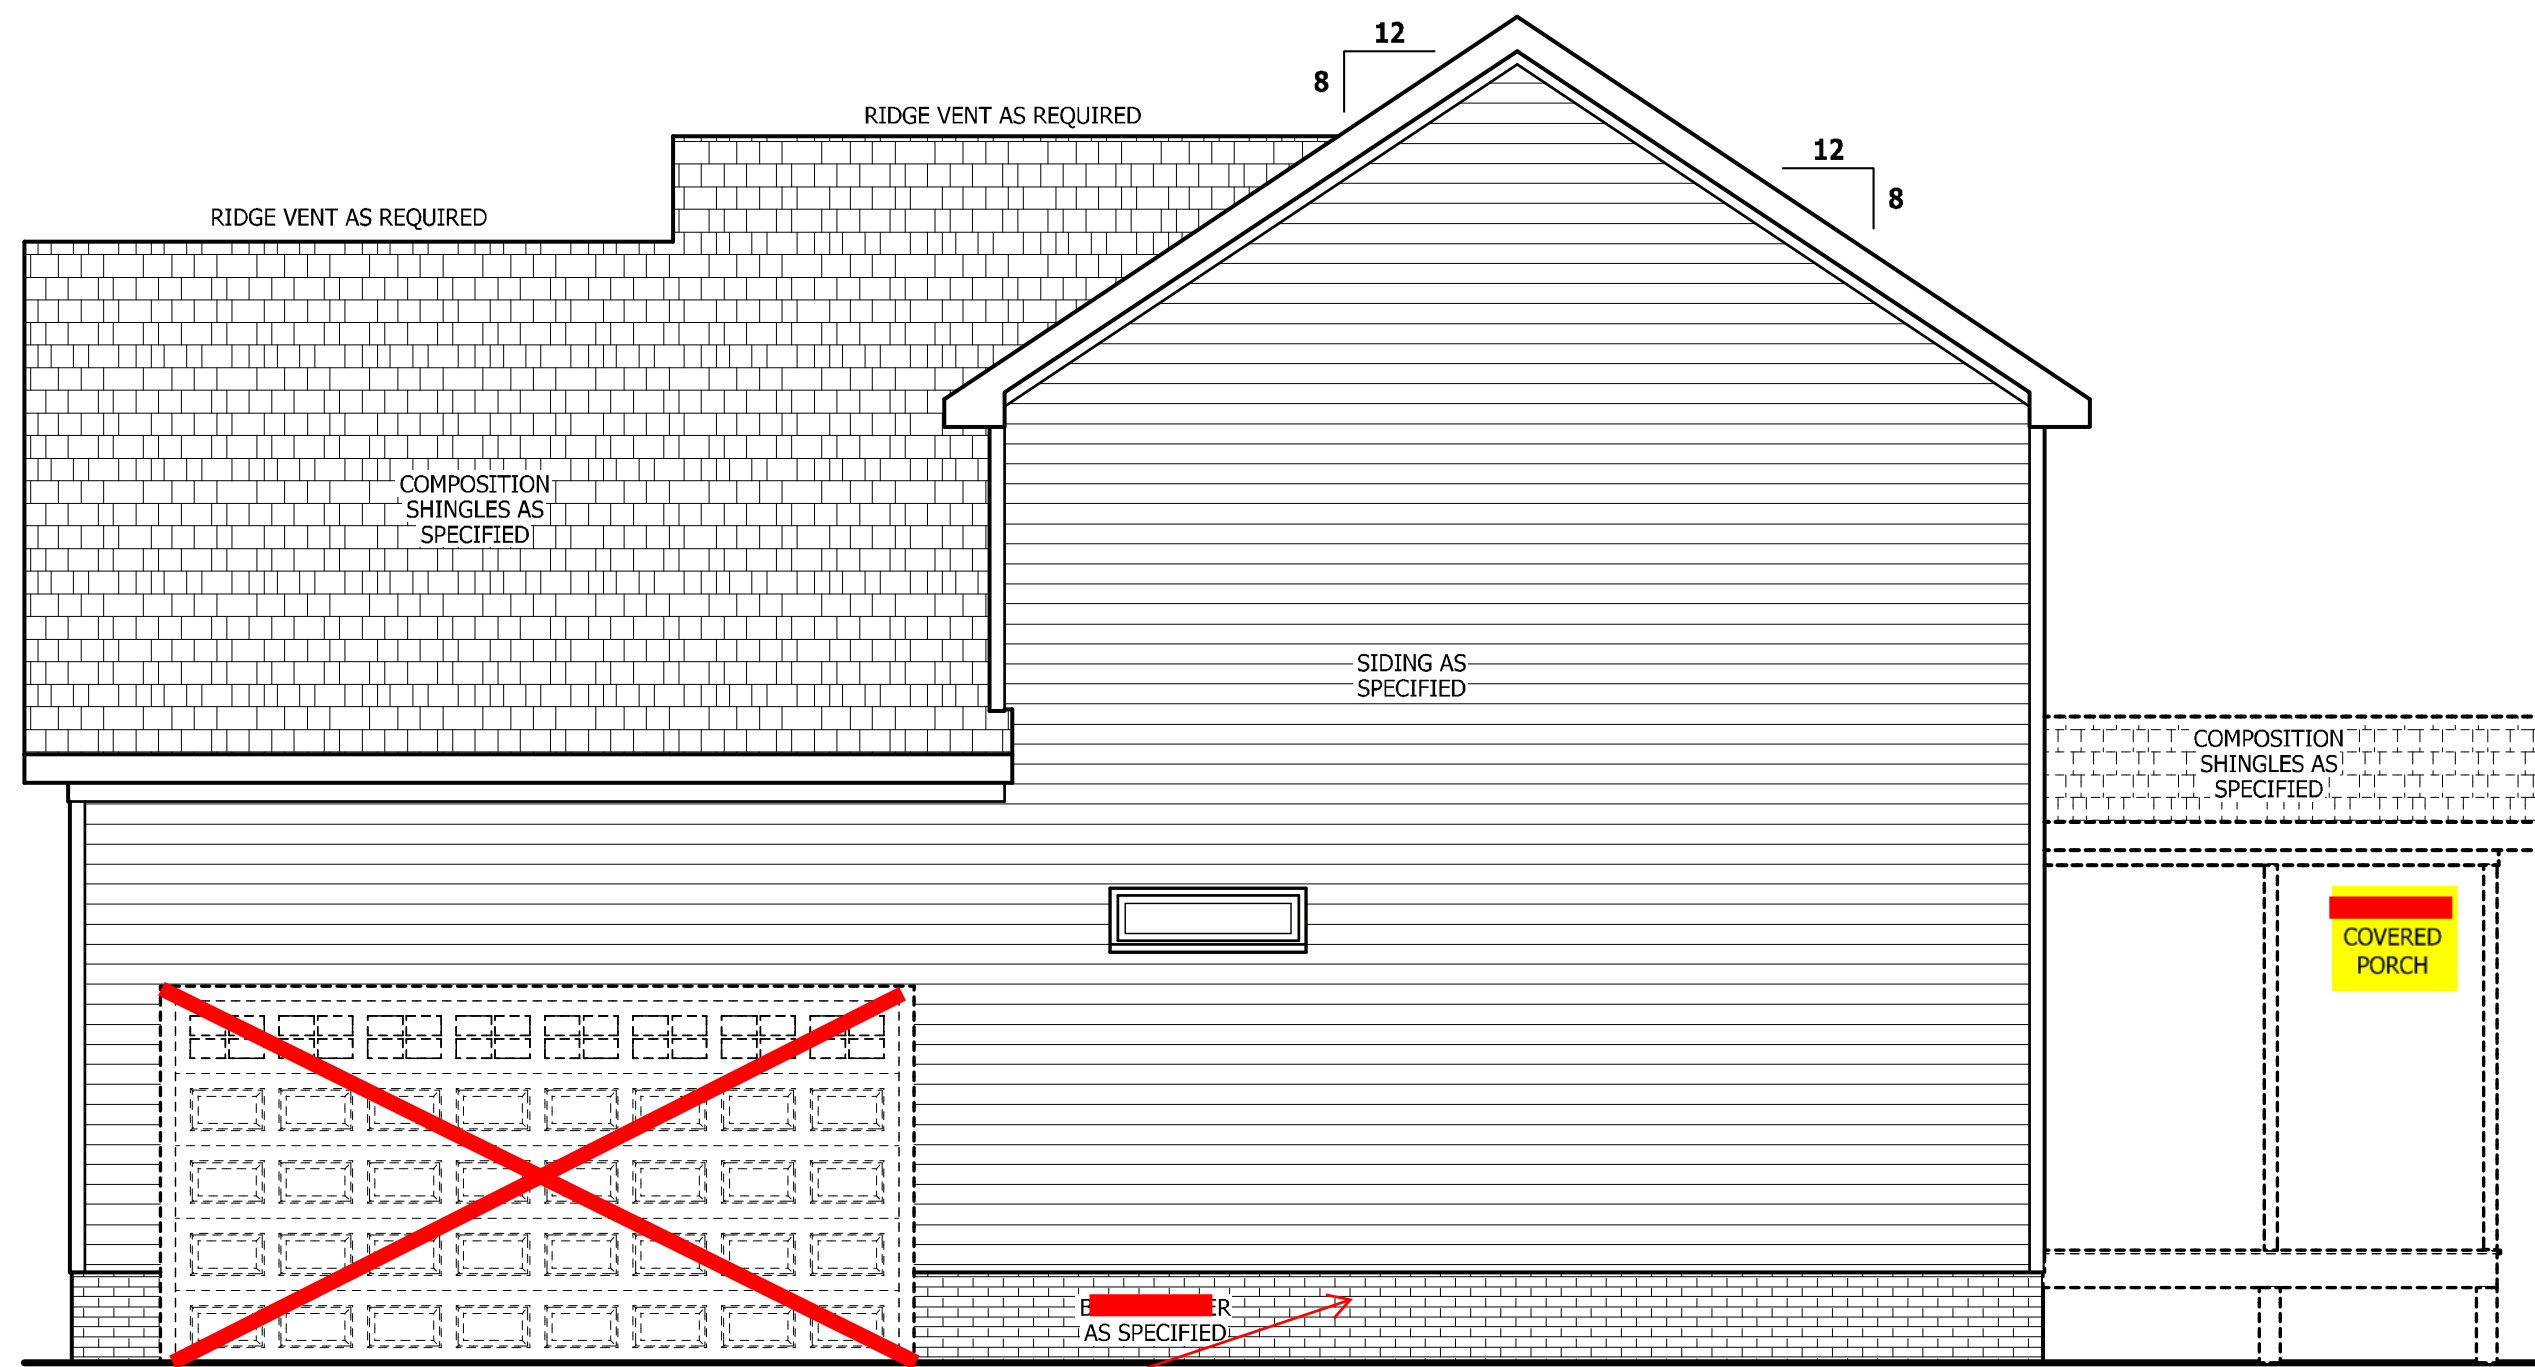 12
8
RIDGE VENT AS REQUIRED
12
8
RIDGE VENT AS REQUIRED
COMPOSITION
SHINGLES AS
SPECIFIED
SIDING AS
SPECIFIED
COMPOSITION
SHINGLES AS
SPECIFIED
COVERED
PORCH
AS SPECIFIED